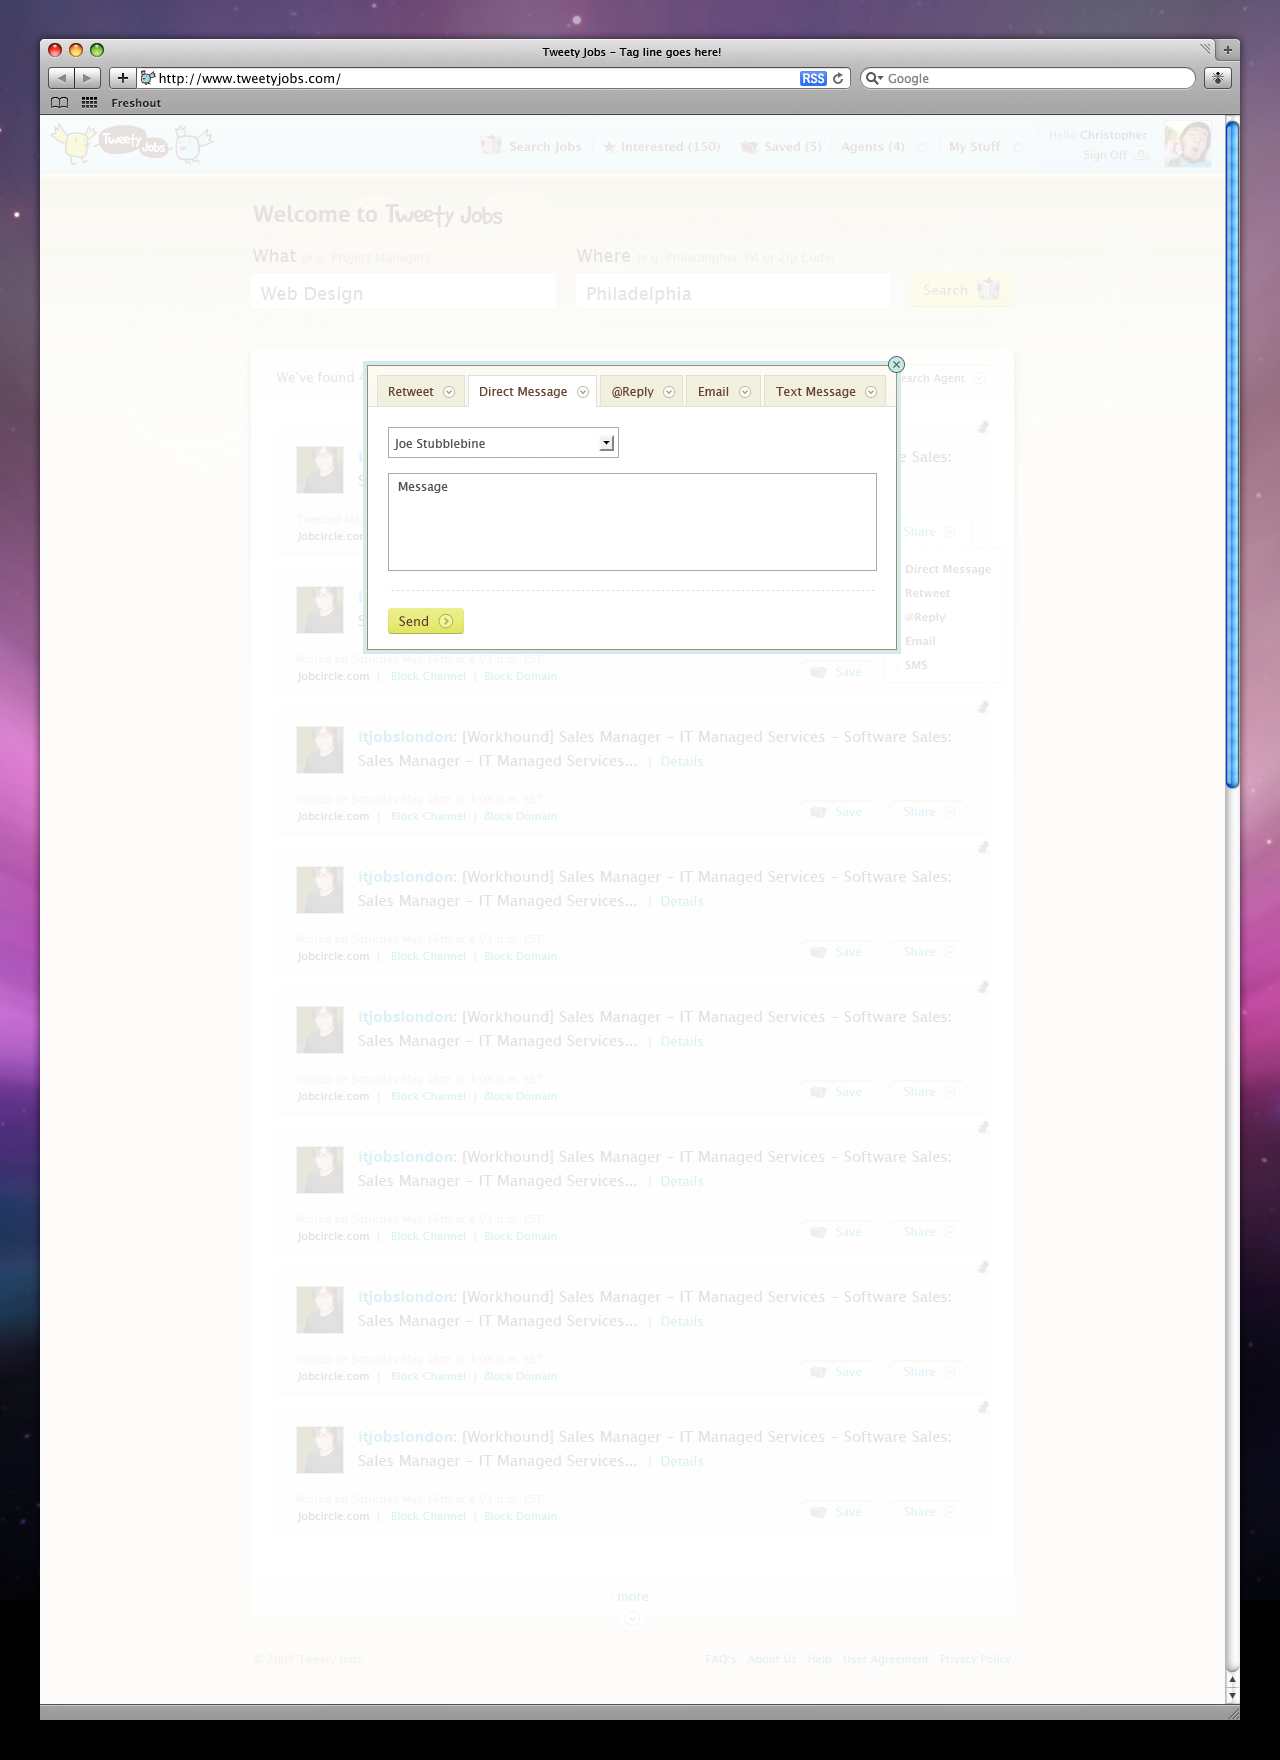 Tweety Jobs – Tag line goes here!
http://www.tweetyjobs.com/
RSS
Google
Freshout
Tweety Jobs
Search Jobs
Interested (150)
Saved (5)
Agents (4)
My Stuff
Hello Christopher
Sign Off
Welcome to Tweety Jobs
What (e.g. Project Manager)
Where (e.g. Philadelphia, PA or Zip Code)
Web Design
Philadelphia
Search
We've found
earch Agent
Retweet
Direct Message
@Reply
Email
Text Message
Joe Stubblebine
Message
Send
e Sales:
Tweeted Ma
Jobcircle.co
Share
Direct Message
Retweet
@Reply
Email
SMS
Posted on Saturday May 16th at 4:03 p.m. EST
Jobcircle.com | Block Channel | Block Domain
Save
itjobslondon: [Workhound] Sales Manager – IT Managed Services – Software Sales:
Sales Manager – IT Managed Services... | Details
Posted on Saturday May 16th at 4:03 p.m. EST
Jobcircle.com | Block Channel | Block Domain
Save
Share
itjobslondon: [Workhound] Sales Manager – IT Managed Services – Software Sales:
Sales Manager – IT Managed Services... | Details
Posted on Saturday May 16th at 4:03 p.m. EST
Jobcircle.com | Block Channel | Block Domain
Save
Share
itjobslondon: [Workhound] Sales Manager – IT Managed Services – Software Sales:
Sales Manager – IT Managed Services... | Details
Posted on Saturday May 16th at 4:03 p.m. EST
Jobcircle.com | Block Channel | Block Domain
Save
Share
itjobslondon: [Workhound] Sales Manager – IT Managed Services – Software Sales:
Sales Manager – IT Managed Services... | Details
Posted on Saturday May 16th at 4:03 p.m. EST
Jobcircle.com | Block Channel | Block Domain
Save
Share
itjobslondon: [Workhound] Sales Manager – IT Managed Services – Software Sales:
Sales Manager – IT Managed Services... | Details
Posted on Saturday May 16th at 4:03 p.m. EST
Jobcircle.com | Block Channel | Block Domain
Save
Share
itjobslondon: [Workhound] Sales Manager – IT Managed Services – Software Sales:
Sales Manager – IT Managed Services... | Details
Posted on Saturday May 16th at 4:03 p.m. EST
Jobcircle.com | Block Channel | Block Domain
Save
Share
more
© 2009 Tweety Jobs.
FAQ's
About Us
Help
User Agreement
Privacy Policy